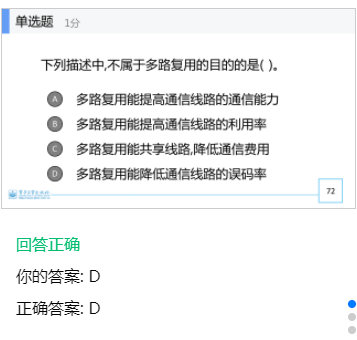 单选题 1分
下列描述中,不属于多路复用的目的的是( )。
A 多路复用能提高通信线路的通信能力
B 多路复用能提高通信线路的利用率
C 多路复用能共享线路,降低通信费用
D 多路复用能降低通信线路的误码率
72
回答正确
你的答案: D
正确答案: D